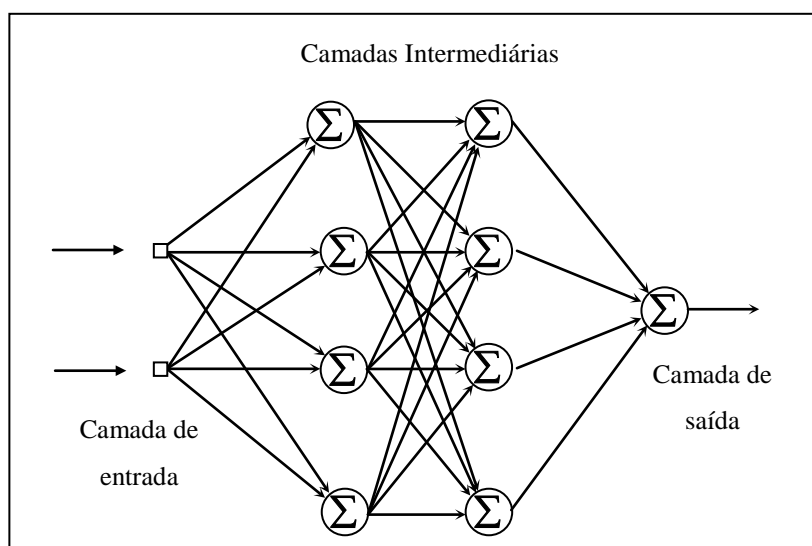 Camadas Intermediárias
Σ Σ
Σ Σ
Σ
Σ Σ
Σ Σ
Camada de
entrada
Camada de
saída